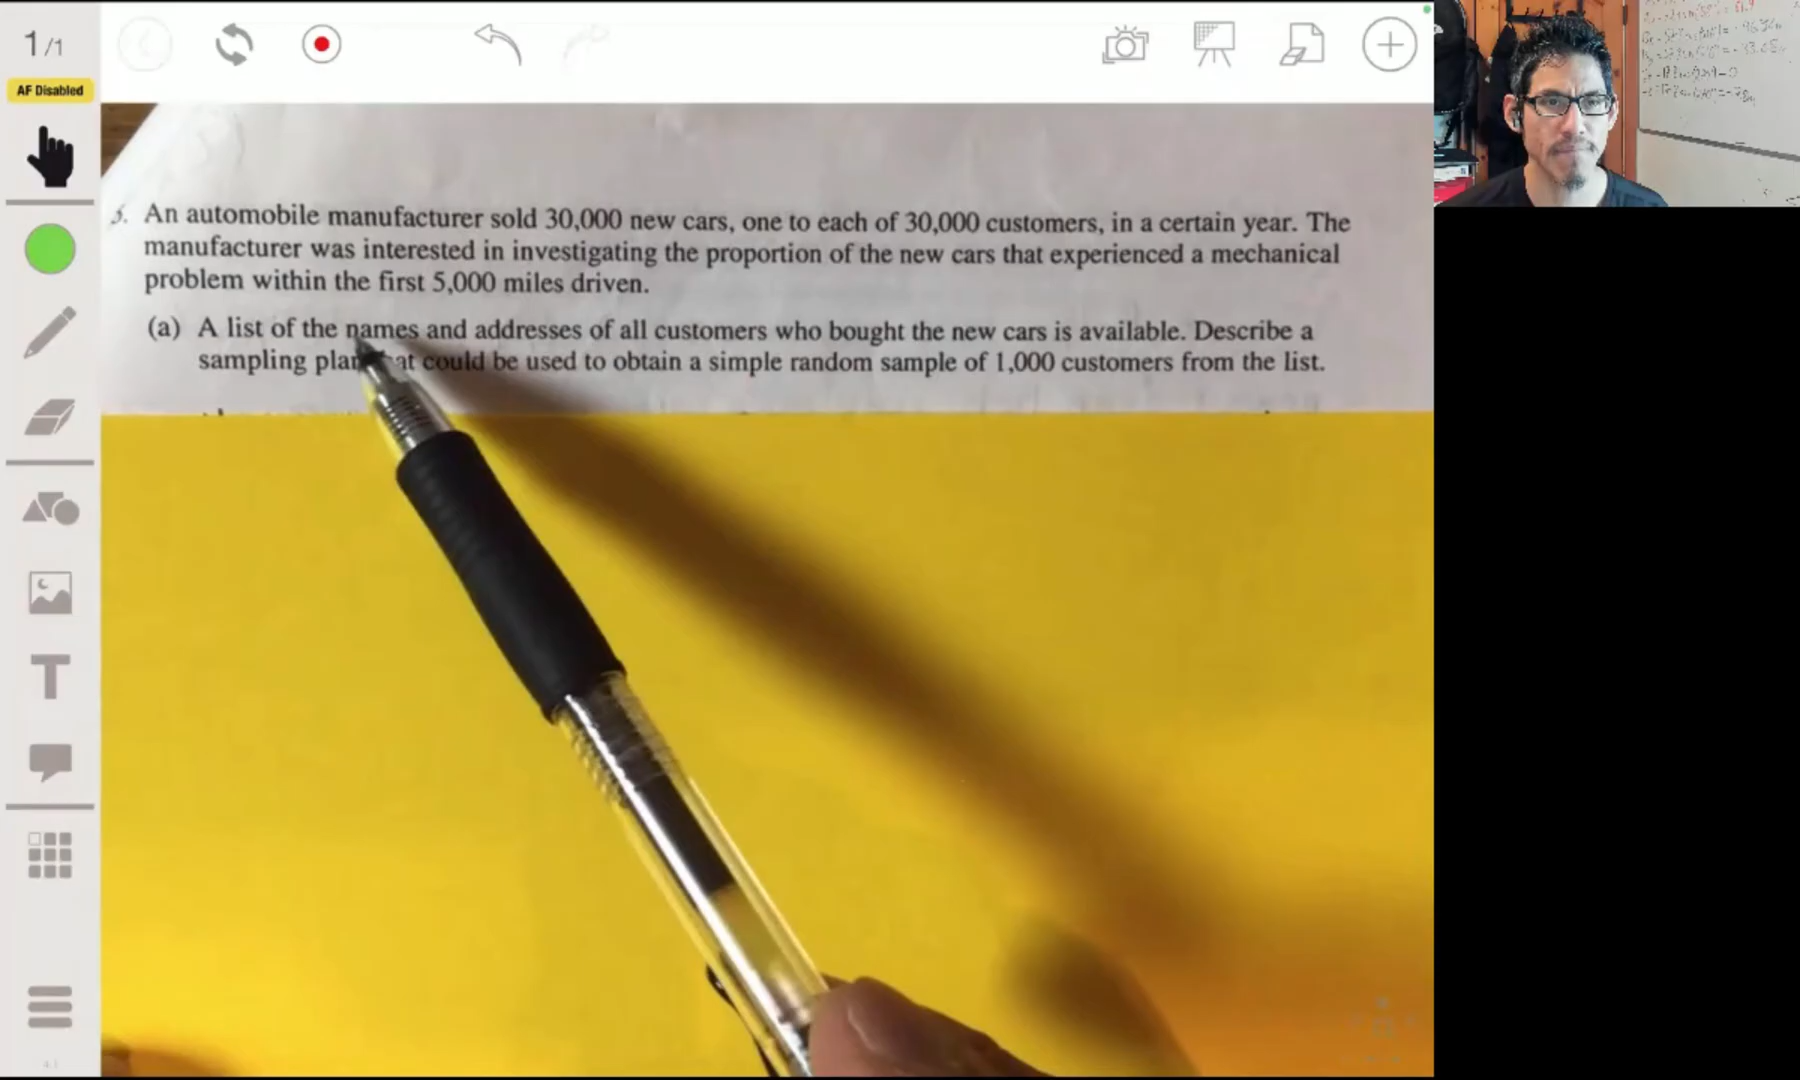 1/1
AF Disabled
An automobile manufacturer sold 30,000 new cars, one to each of 30,000 customers, in a certain year. The
manufacturer was interested in investigating the proportion of the new cars that experienced a mechanical
problem within the first 5,000 miles driven.
(a) A list of the names and addresses of all customers who bought the new cars is available. Describe a
sampling plan could be used to obtain a simple random sample of 1,000 customers from the list.
T